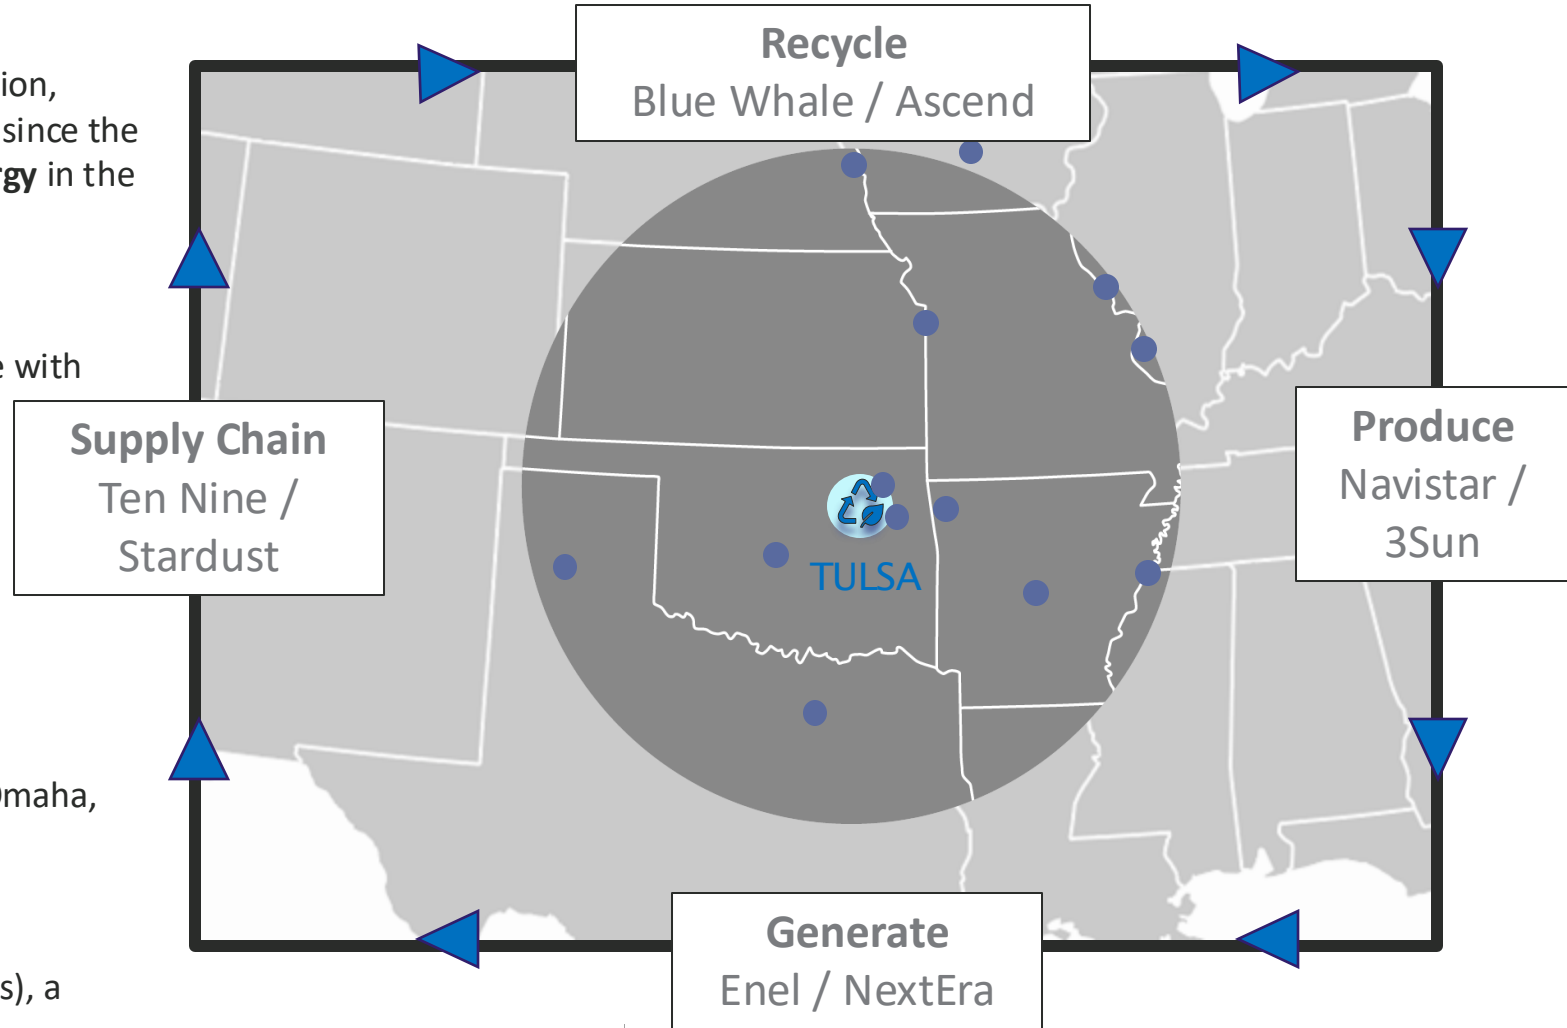 Recycle
Blue Whale / Ascend
ion,
since the
rgy in the
e with
Supply Chain
Ten Nine /
Stardust
Produce
Navistar /
3Sun
TULSA
Omaha,
Generate
Enel / NextEra
s), a